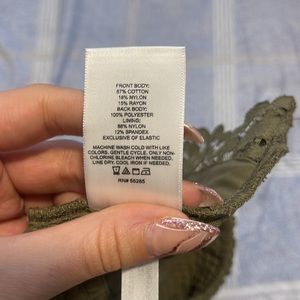 FRONT BODY:
67% COTTON
18% NYLON
15% RAYON
BACK BODY:
100% POLYESTER
LINING:
88% NYLON
12% SPANDEX
EXCLUSIVE OF ELASTIC
MACHINE WASH COLD WITH LIKE
COLORS, GENTLE CYCLE, ONLY NON-
CHLORINE BLEACH WHEN NEEDED.
LINE DRY, COOL IRON IF NEEDED.
RN# 56285